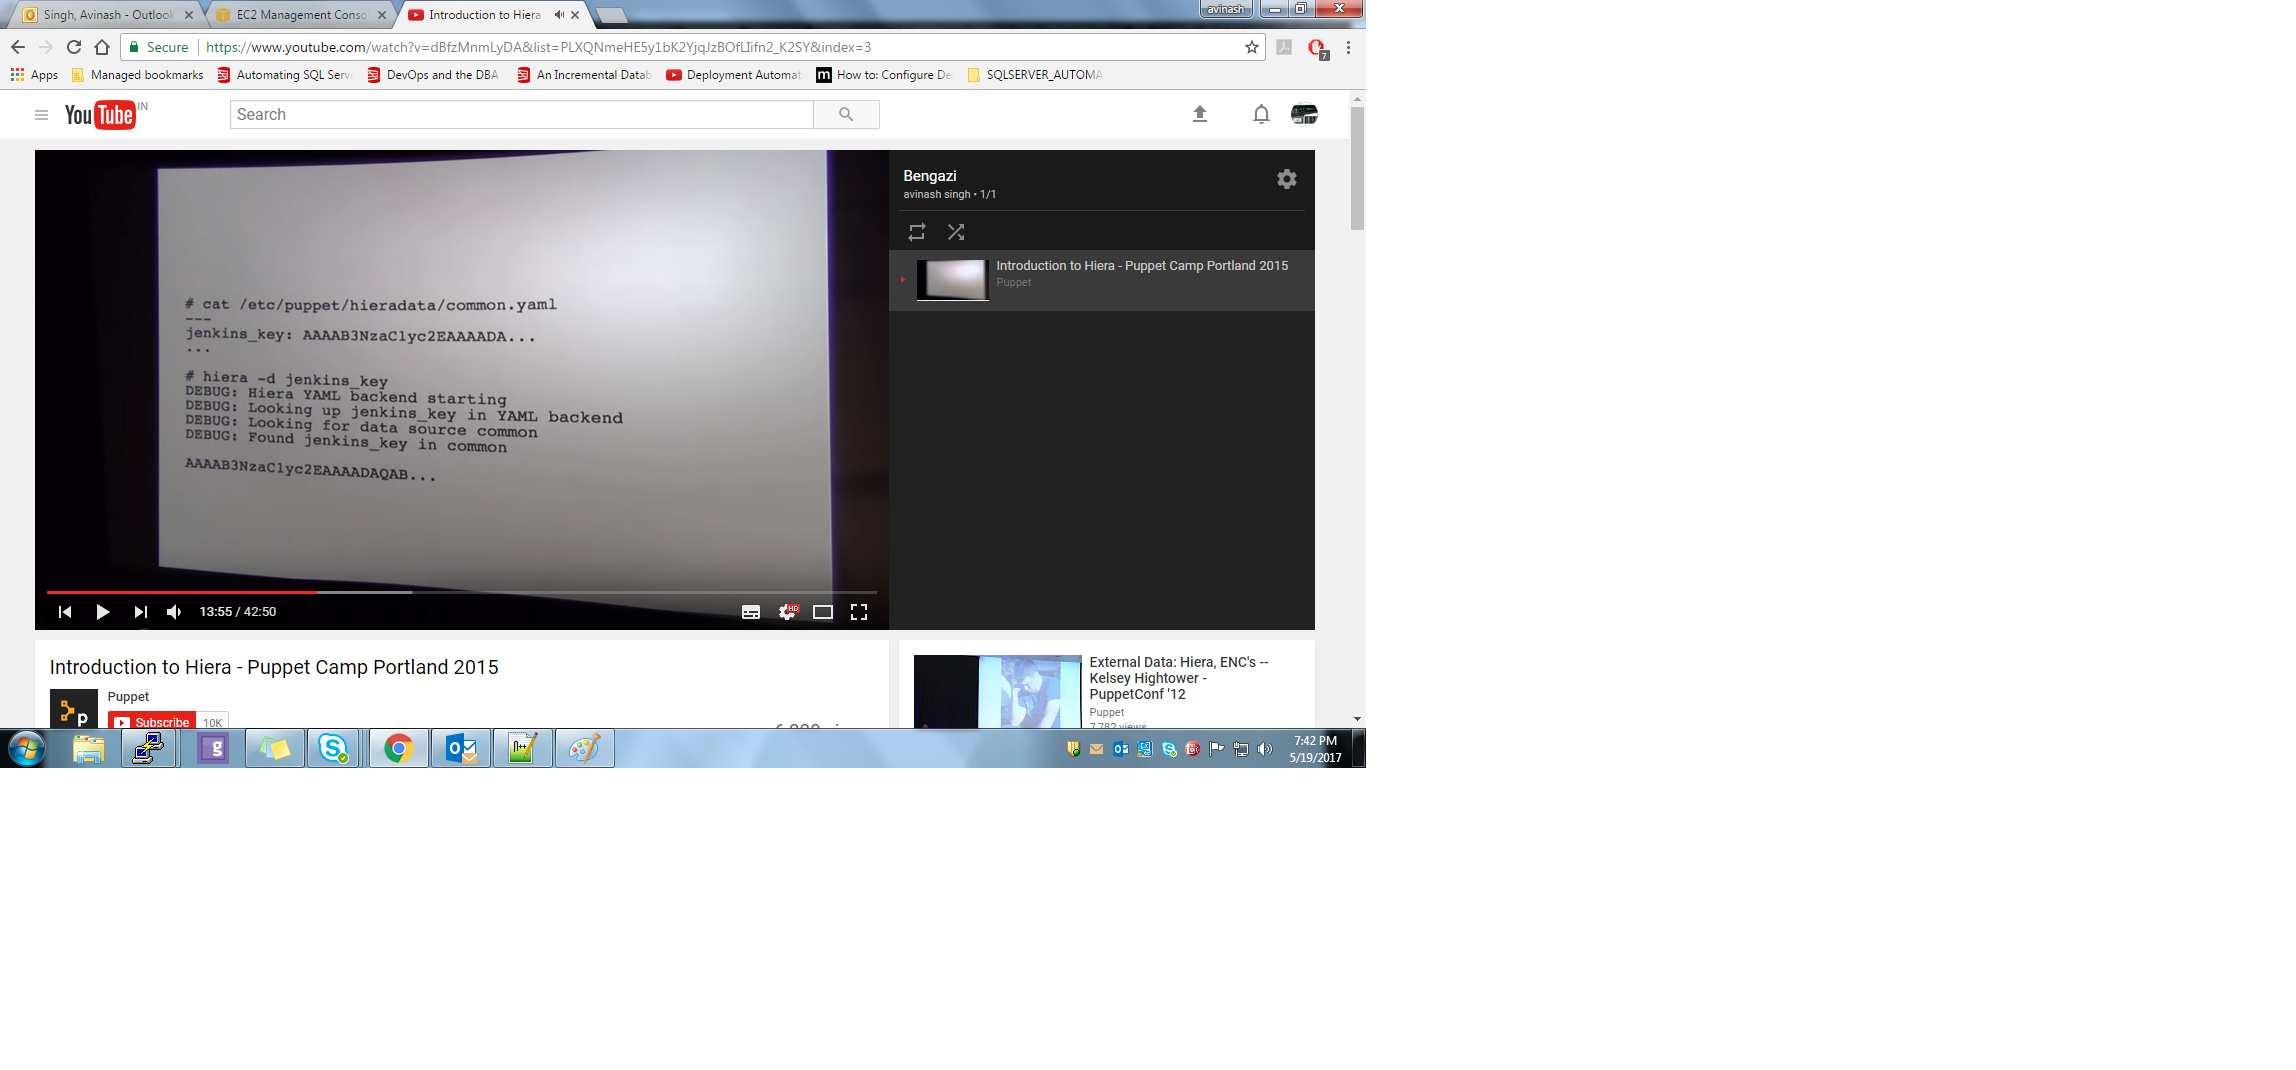 Singh, Avinash - Outlook
EC2 Management Conso
Introduction to Hiera
avinash
Secure
https://www.youtube.com/watch?v=dBfzMnmLyDA&list=PLXQNmeHE5y1bK2YjqJzBOfLIifn2_K2SY&index=3
7
Apps
Managed bookmarks
Automating SQL Serv
DevOps and the DBA
An Incremental Datab
Deployment Automat
m
How to: Configure De
SQLSERVER_AUTOMA
YouTube IN
Search
# cat /etc/puppet/hieradata/common.yaml
---
jenkins_key: AAAAB3NzaC1yc2EAAAADA...
...
# hiera -d jenkins_key
DEBUG: Hiera YAML backend starting
DEBUG: Looking up jenkins_key in YAML backend
DEBUG: Looking for data source common
DEBUG: Found jenkins_key in common
AAAAB3NzaC1yc2EAAAADAQAB...
13:55 / 42:50
HD
Bengazi
avinash singh • 1/1
Introduction to Hiera - Puppet Camp Portland 2015
Puppet
Introduction to Hiera - Puppet Camp Portland 2015
Puppet
Subscribe
10K
External Data: Hiera, ENC's --
Kelsey Hightower -
PuppetConf '12
Puppet
7,782 views
7:42 PM
5/19/2017